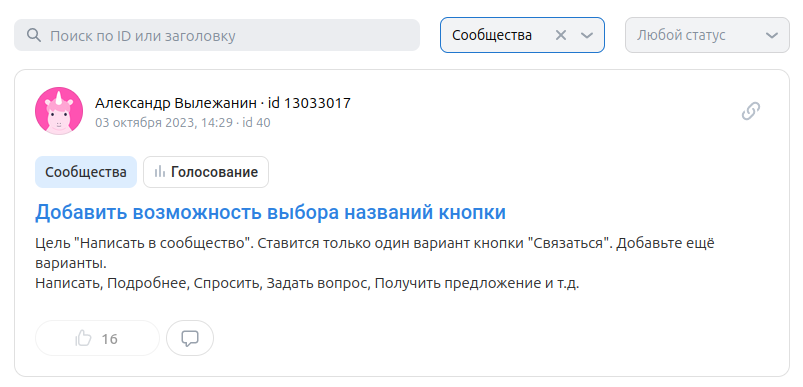 Поиск по ID или заголовку
Сообщества
Любой статус
Александр Вылежанин · id 13033017
03 октября 2023, 14:29 · id 40
Сообщества
Голосование
Добавить возможность выбора названий кнопки
Цель "Написать в сообщество". Ставится только один вариант кнопки "Связаться". Добавьте ещё
варианты.
Написать, Подробнее, Спросить, Задать вопрос, Получить предложение и т.д.
16